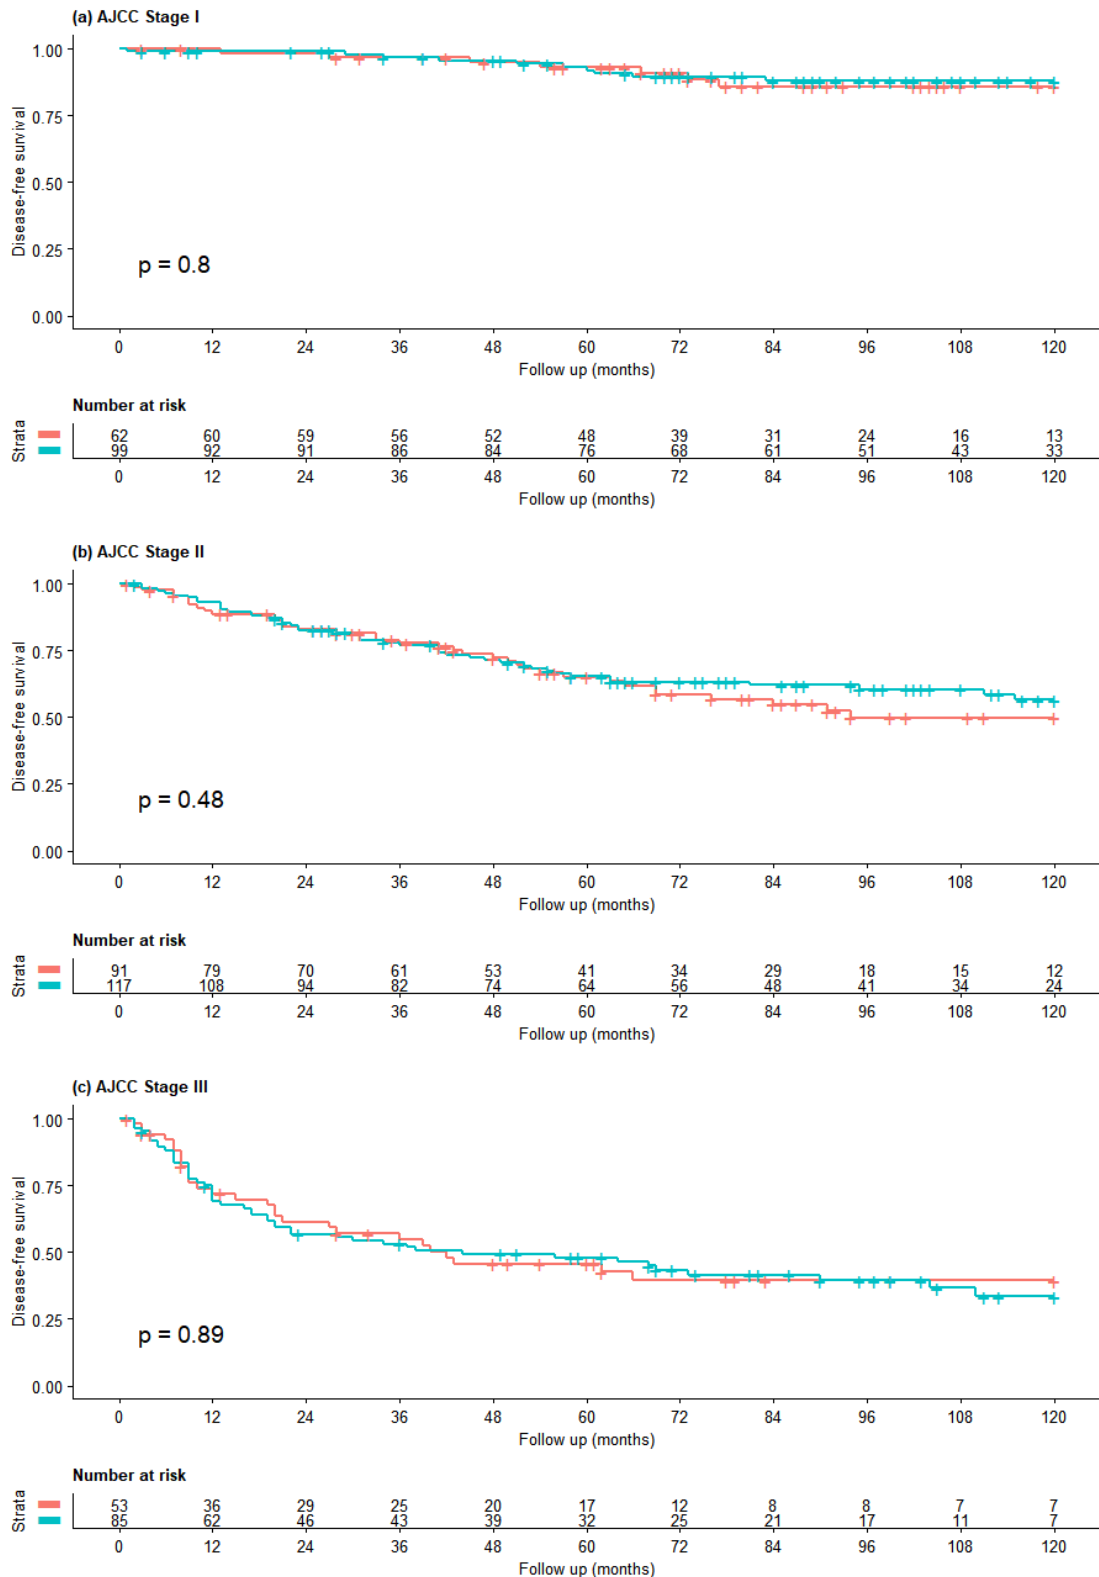 (a) AJCC Stage I
Disease-free survival
1.00
0.75
0.50
0.25
0.00
p = 0.8
0 12 24 36 48 60 72 84 96 108 120
Follow up (months)
Number at risk
Strata
62 60 59 56 52 48 39 31 24 16 13
99 92 91 86 84 76 68 61 51 43 33
0 12 24 36 48 60 72 84 96 108 120
Follow up (months)
(b) AJCC Stage II
Disease-free survival
1.00
0.75
0.50
0.25
0.00
p = 0.48
0 12 24 36 48 60 72 84 96 108 120
Follow up (months)
Number at risk
Strata
91 79 70 61 53 41 34 29 18 15 12
117 108 94 82 74 64 56 48 41 34 24
0 12 24 36 48 60 72 84 96 108 120
Follow up (months)
(c) AJCC Stage III
Disease-free survival
1.00
0.75
0.50
0.25
0.00
p = 0.89
0 12 24 36 48 60 72 84 96 108 120
Follow up (months)
Number at risk
Strata
53 36 29 25 20 17 12 8 8 7 7
85 62 46 43 39 32 25 21 17 11 7
0 12 24 36 48 60 72 84 96 108 120
Follow up (months)